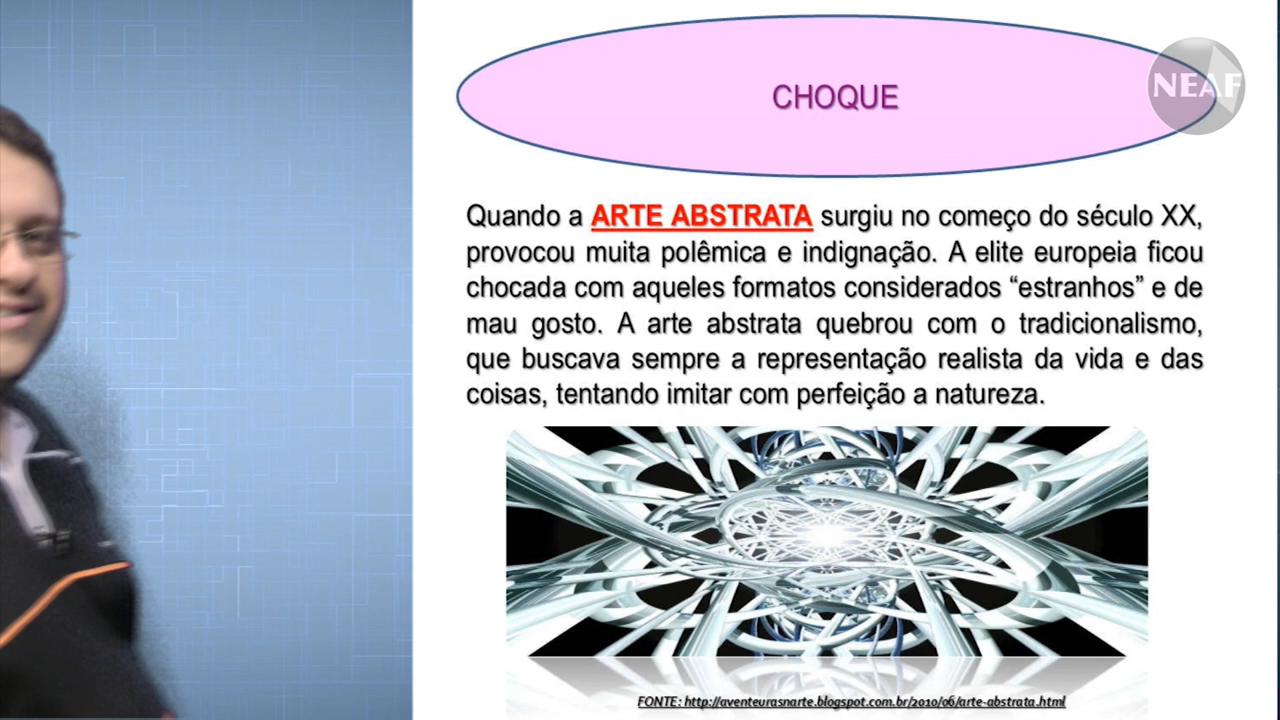 CHOQUE
NEAF
Quando a ARTE ABSTRATA surgiu no começo do século XX,
provocou muita polêmica e indignação. A elite europeia ficou
chocada com aqueles formatos considerados “estranhos” e de
mau gosto. A arte abstrata quebrou com o tradicionalismo,
que buscava sempre a representação realista da vida e das
coisas, tentando imitar com perfeição a natureza.
FONTE: http://aventeurasnarte.blogspot.com.br/2010/06/arte-abstrata.html